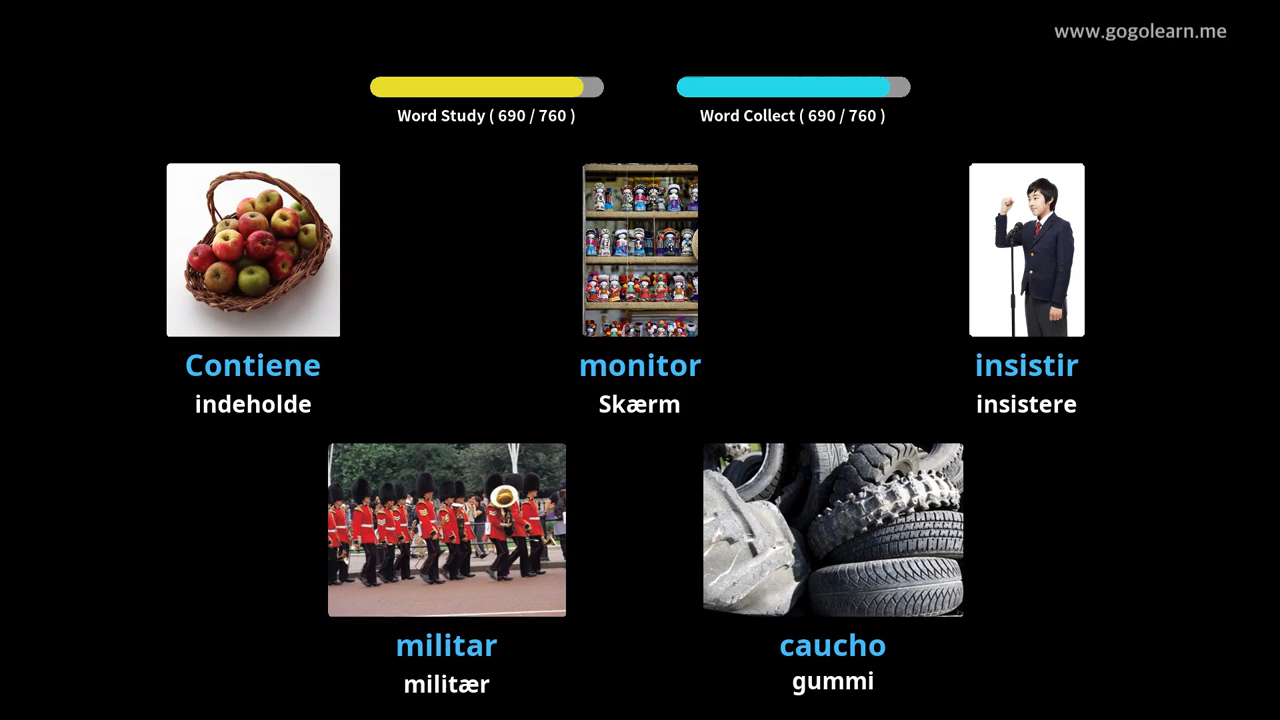 www.gogolearn.me
Word Study ( 690 / 760 )
Word Collect ( 690 / 760 )
Contiene
indeholde
monitor
Skærm
insistir
insistere
militar
militær
caucho
gummi